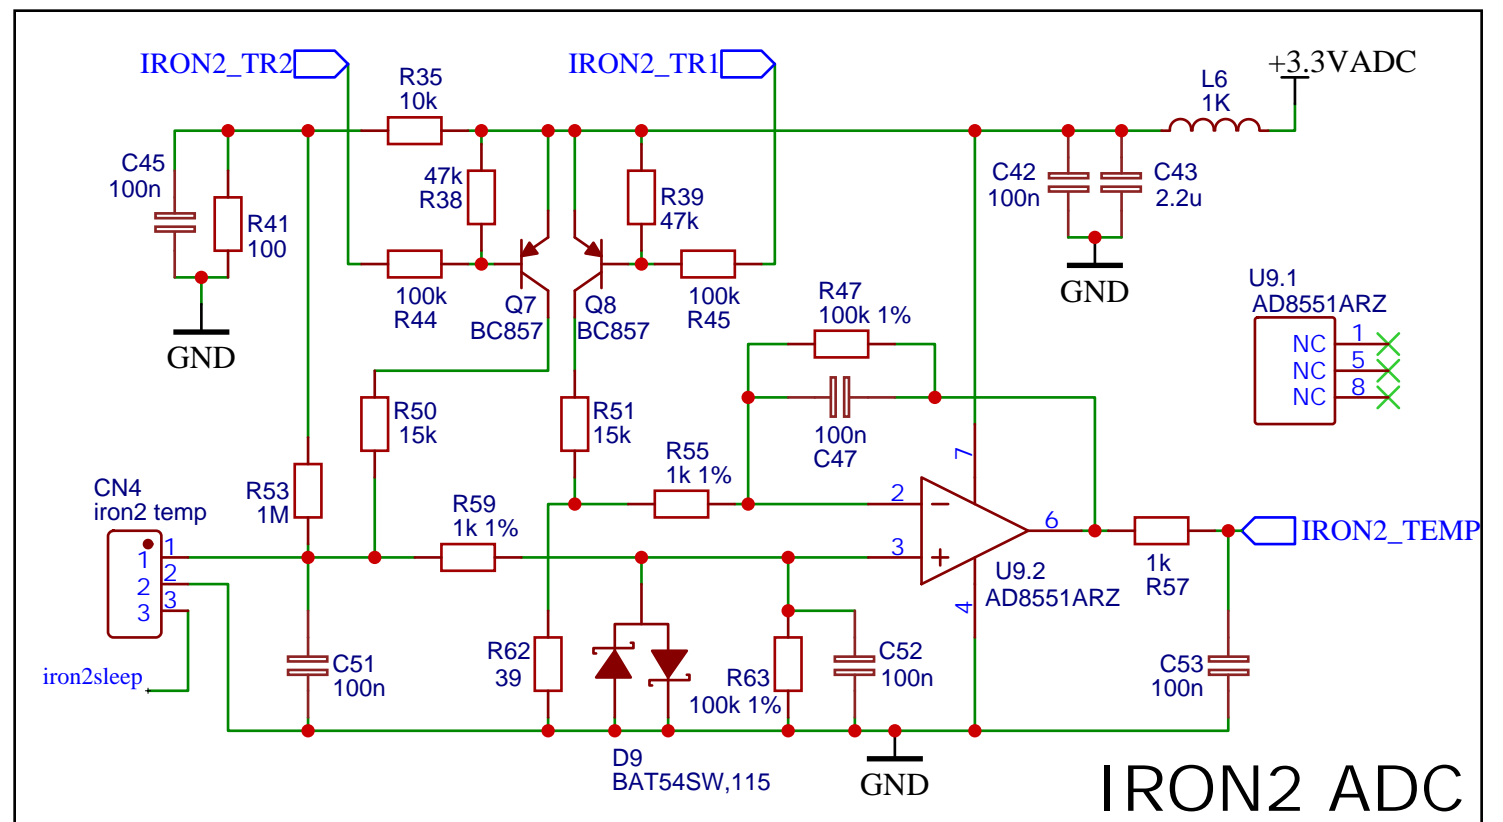 IRON2_TR2
IRON2_TR1
+3.3VADC
R35
10k
L6
1K
C45
100n
47k
R38
R39
47k
C42
100n
C43
2.2u
R41
100
U9.1
AD8551ARZ
100k
R44
Q7
BC857
Q8
BC857
100k
R45
R47
100k 1%
GND
GND
NC 1
NC 5
NC 8
R50
15k
R51
15k
100n
C47
R55
1k 1%
7
CN4
iron2 temp
R53
1M
R59
1k 1%
2
3
6
4
IRON2_TEMP
1 1
2 2
3 3
U9.2
AD8551ARZ
1k
R57
iron2sleep
C51
100n
R62
39
R63
100k 1%
C52
100n
C53
100n
D9
BAT54SW,115
GND
IRON2 ADC